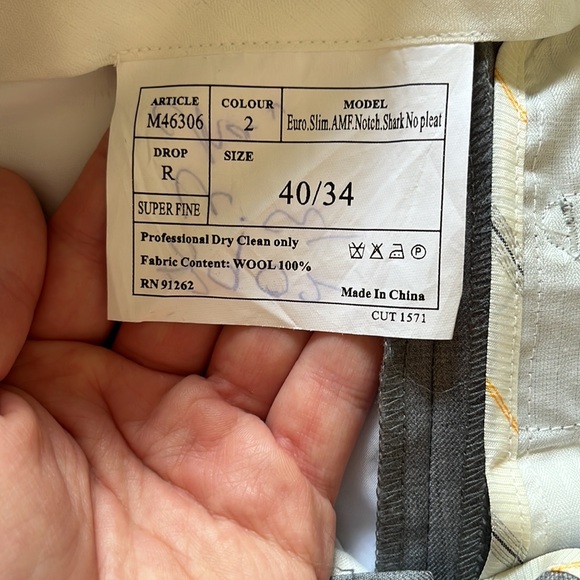 ARTICLE
M46306
COLOUR
2
MODEL
Euro.Slim.AMF.Notch.Shark No pleat
DROP
R
SIZE
40/34
SUPER FINE
Professional Dry Clean only
Fabric Content: WOOL 100%
RN 91262
Made In China
CUT 1571